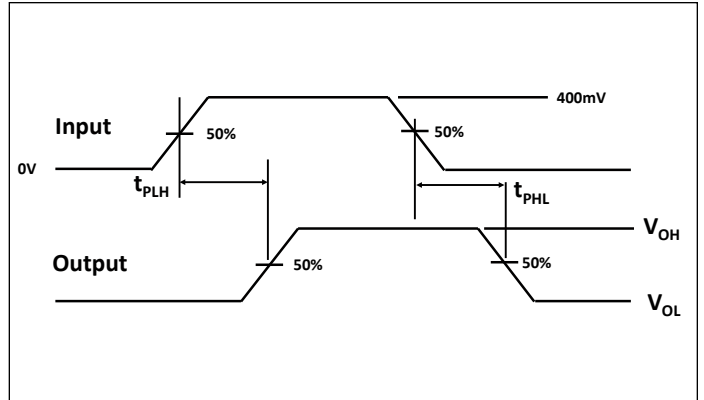 400mV
Input
50%
50%
0V
tPLH
tPHL
VOH
Output
50%
50%
VOL